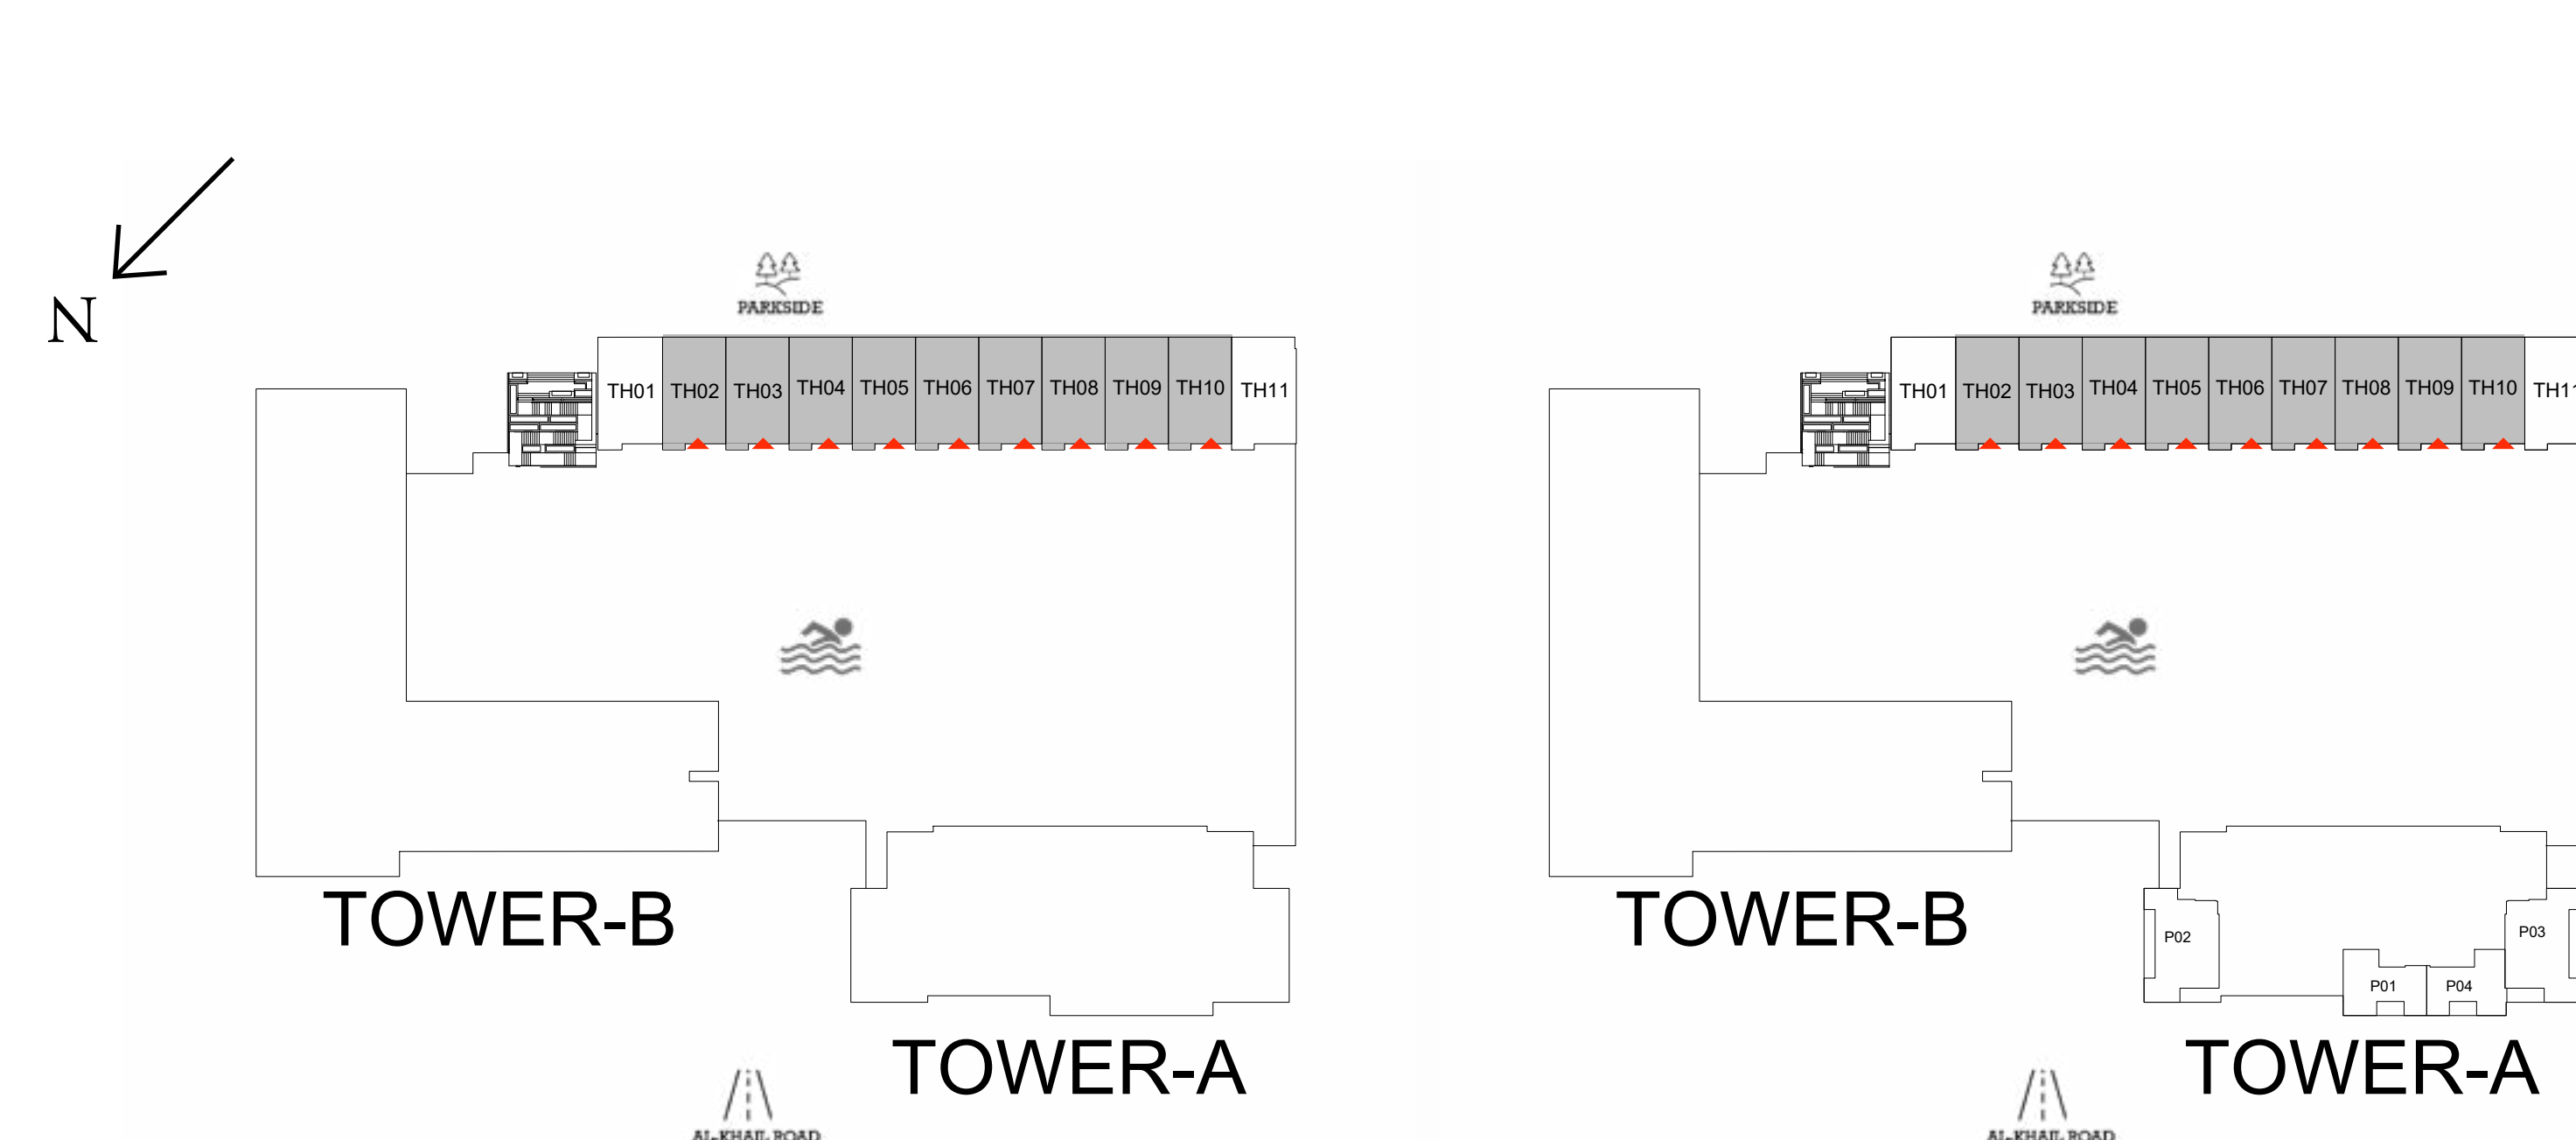 N
PARKSIDE
TH01 TH02 TH03 TH04 TH05 TH06 TH07 TH08 TH09 TH10 TH11
TOWER-B
TOWER-A
AL-KHAIL ROAD
PARKSIDE
TH01 TH02 TH03 TH04 TH05 TH06 TH07 TH08 TH09 TH10 TH11
P02
P03
P01 P04
TOWER-B
TOWER-A
AL-KHAIL ROAD